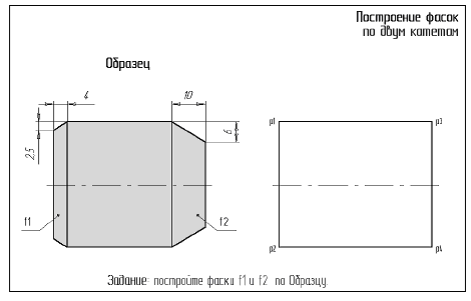 Построение фасок
по двум катетам
Образец
4
10
2,5
6
p1
p3
f1
f2
p2
p4
Задание: постройте фаски f1 и f2 по Образцу.